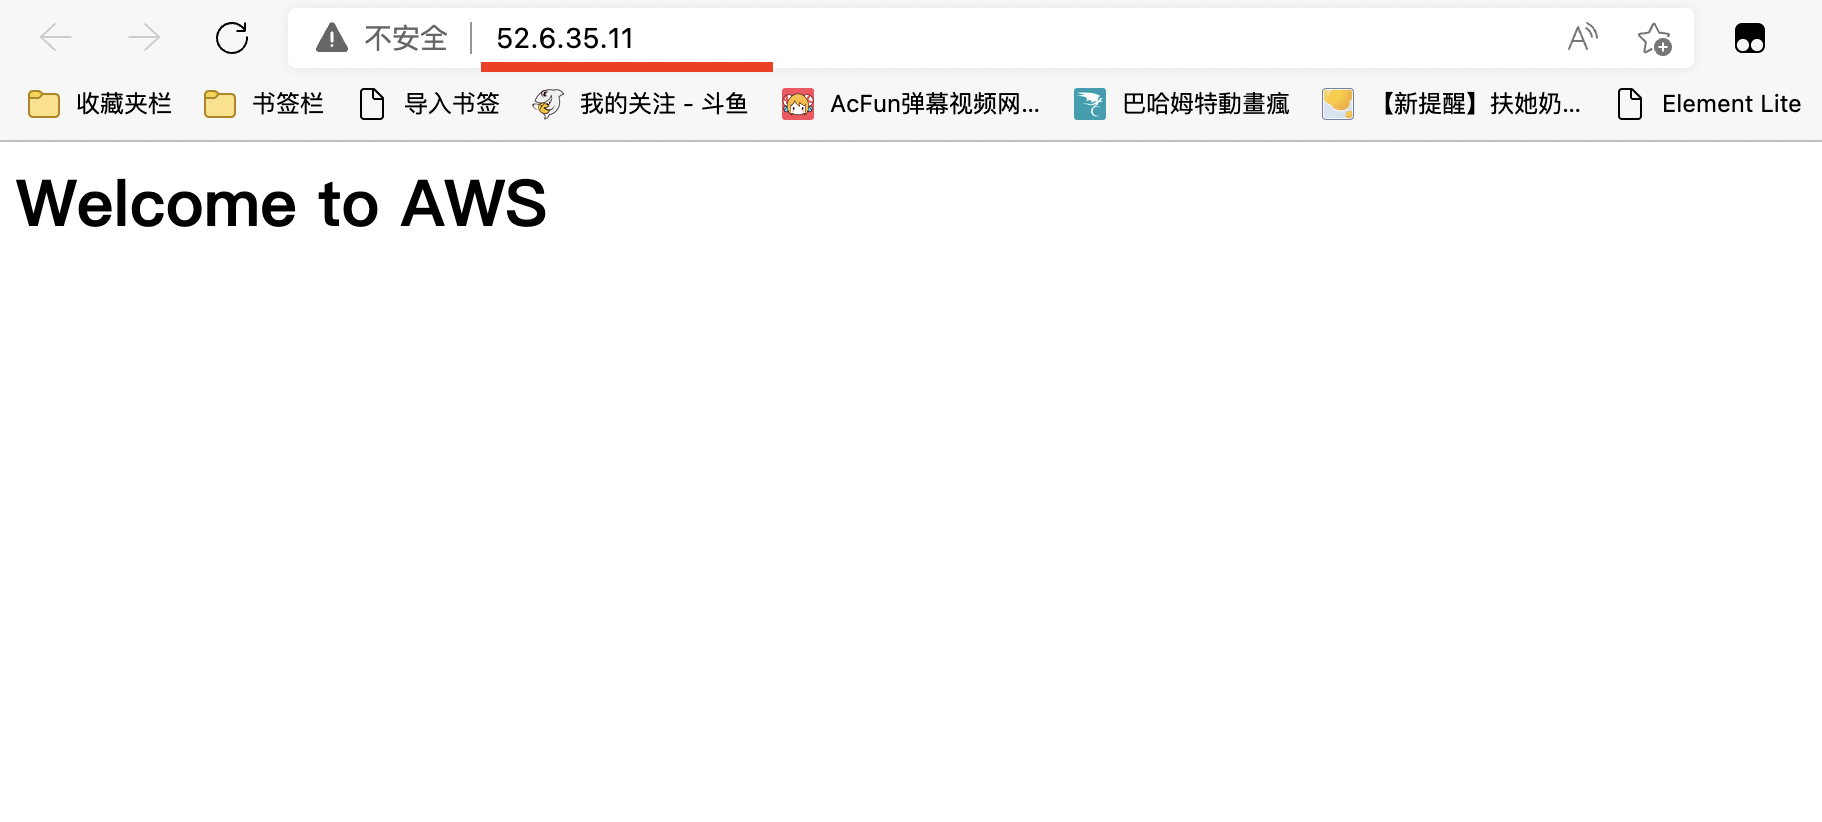 不安全 52.6.35.11
收藏夹栏 书签栏 导入书签 我的关注 - 斗鱼 AcFun弹幕视频网... 巴哈姆特動畫瘋 【新提醒】扶她奶... Element Lite
Welcome to AWS